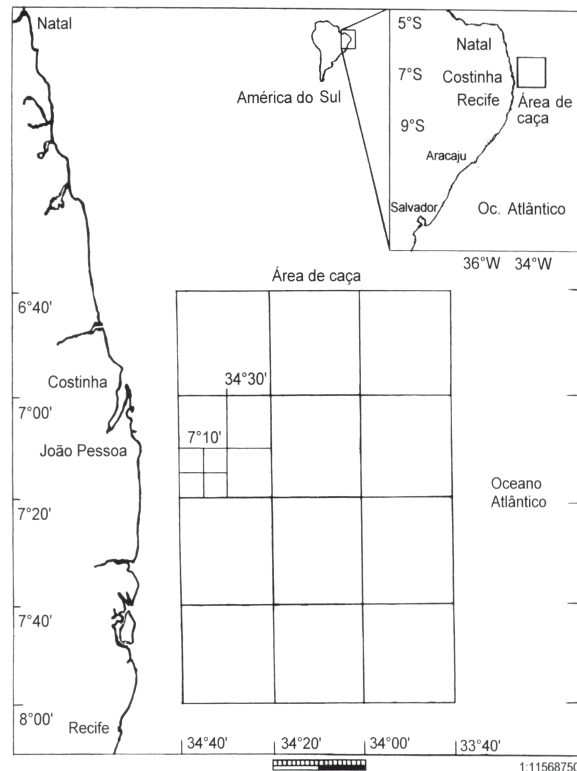 Natal
América do Sul
5°S
Natal
7°S
Costinha
Recife
Área de
caça
9°S
Aracaju
Salvador
Oc. Atlântico
36°W 34°W
Área de caça
6°40'
Costinha
34°30'
7°00'
7°10'
João Pessoa
Oceano
Atlântico
7°20'
7°40'
8°00'
Recife
34°40' 34°20' 34°00' 33°40'
1:11568750